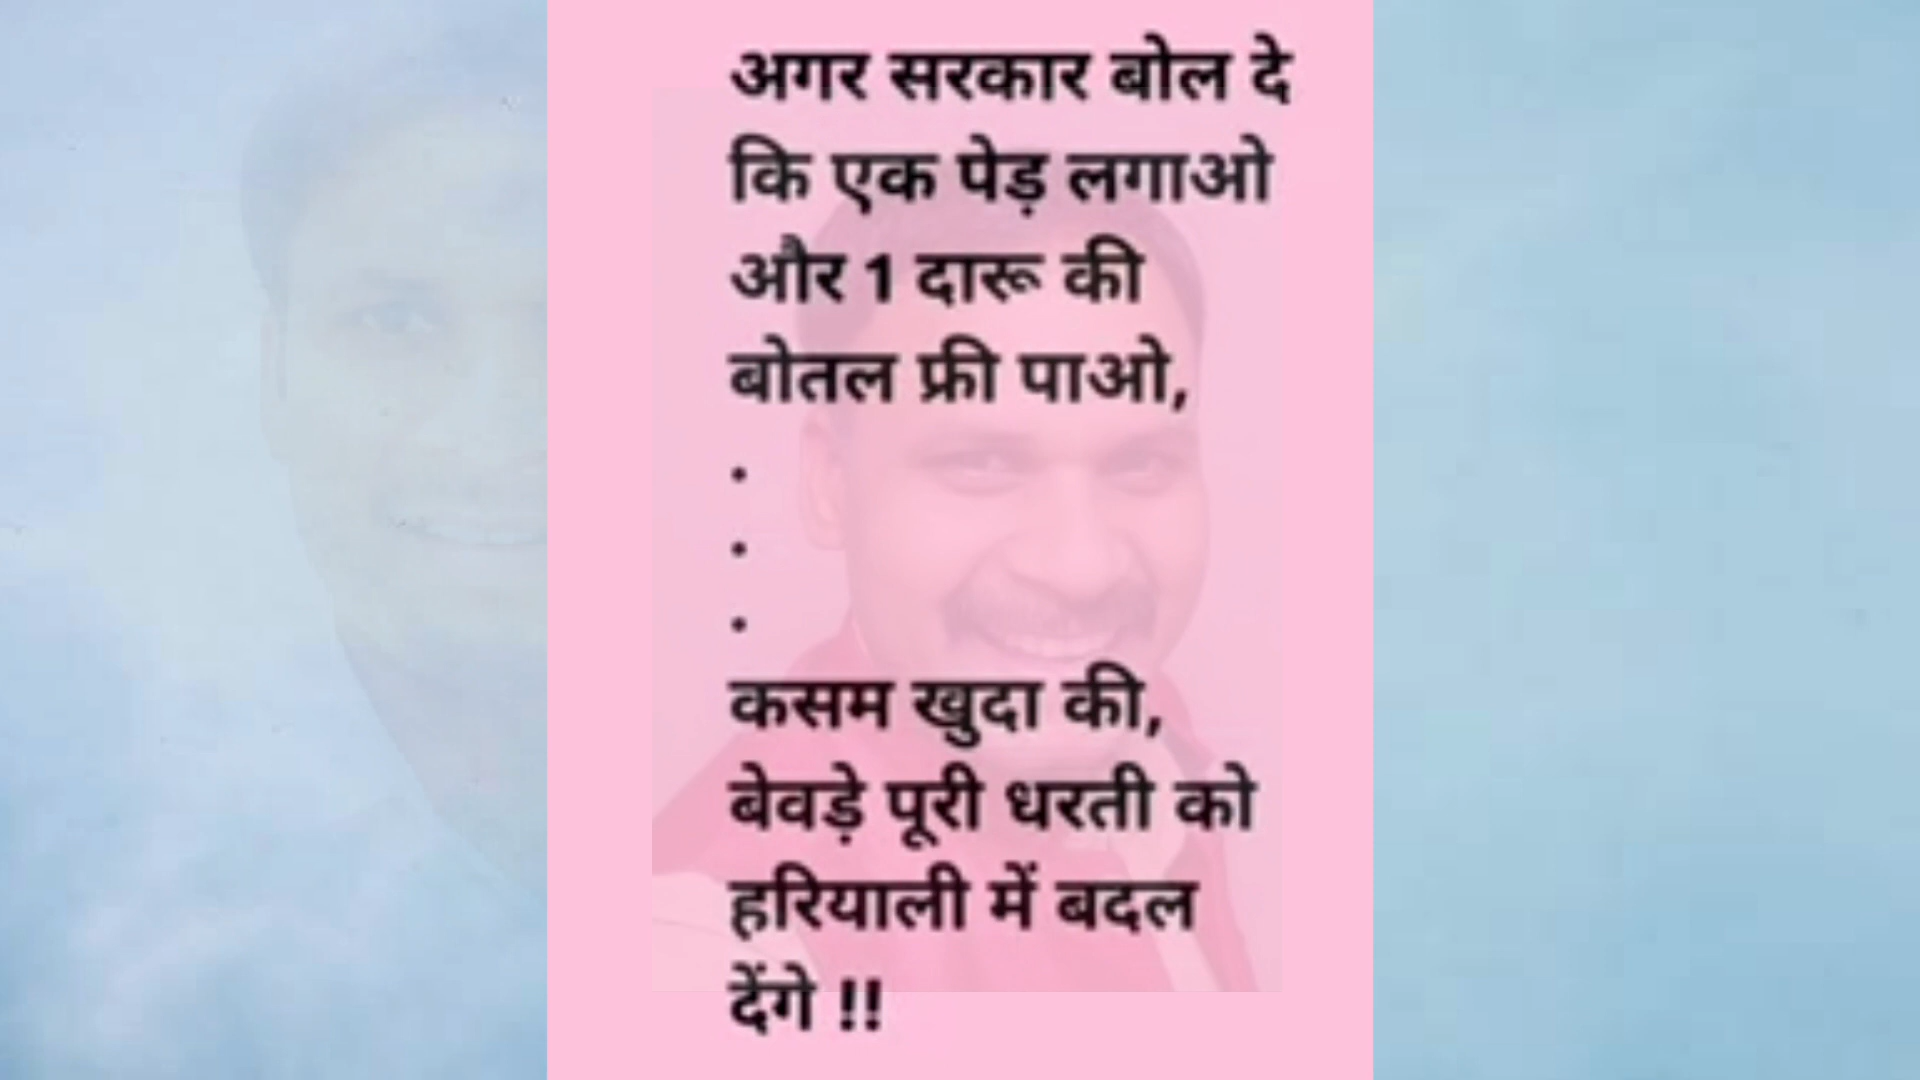 अगर सरकार बोल दे
कि एक पेड़ लगाओ
और 1 दारू की
बोतल फ्री पाओ,
.
.
.
कसम खुदा की,
बेवड़े पूरी धरती को
हरियाली में बदल
देंगे !!